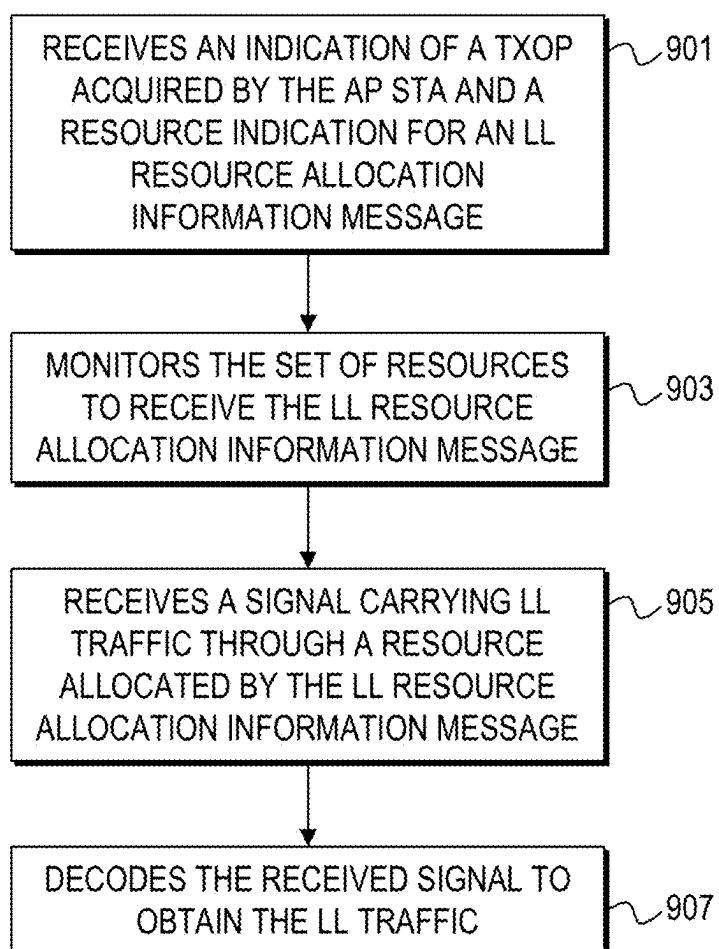 RECEIVES AN INDICATION OF A TXOP
ACQUIRED BY THE AP STA AND A
RESOURCE INDICATION FOR AN LL
RESOURCE ALLOCATION
INFORMATION MESSAGE
901
MONITORS THE SET OF RESOURCES
TO RECEIVE THE LL RESOURCE
ALLOCATION INFORMATION MESSAGE
903
RECEIVES A SIGNAL CARRYING LL
TRAFFIC THROUGH A RESOURCE
ALLOCATED BY THE LL RESOURCE
ALLOCATION INFORMATION MESSAGE
905
DECODES THE RECEIVED SIGNAL TO
OBTAIN THE LL TRAFFIC
907